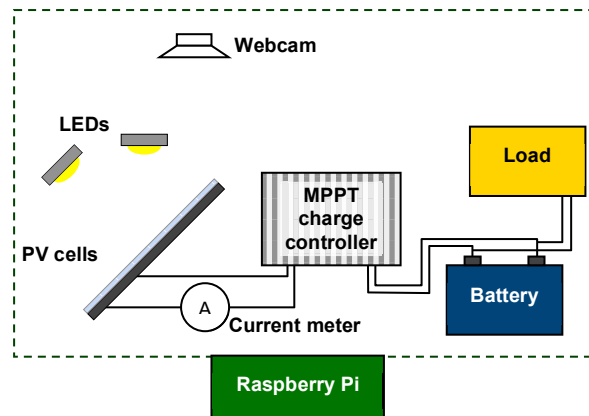 Webcam
LEDs
Load
MPPT
charge
controller
PV cells
A
Current meter
Battery
Raspberry Pi